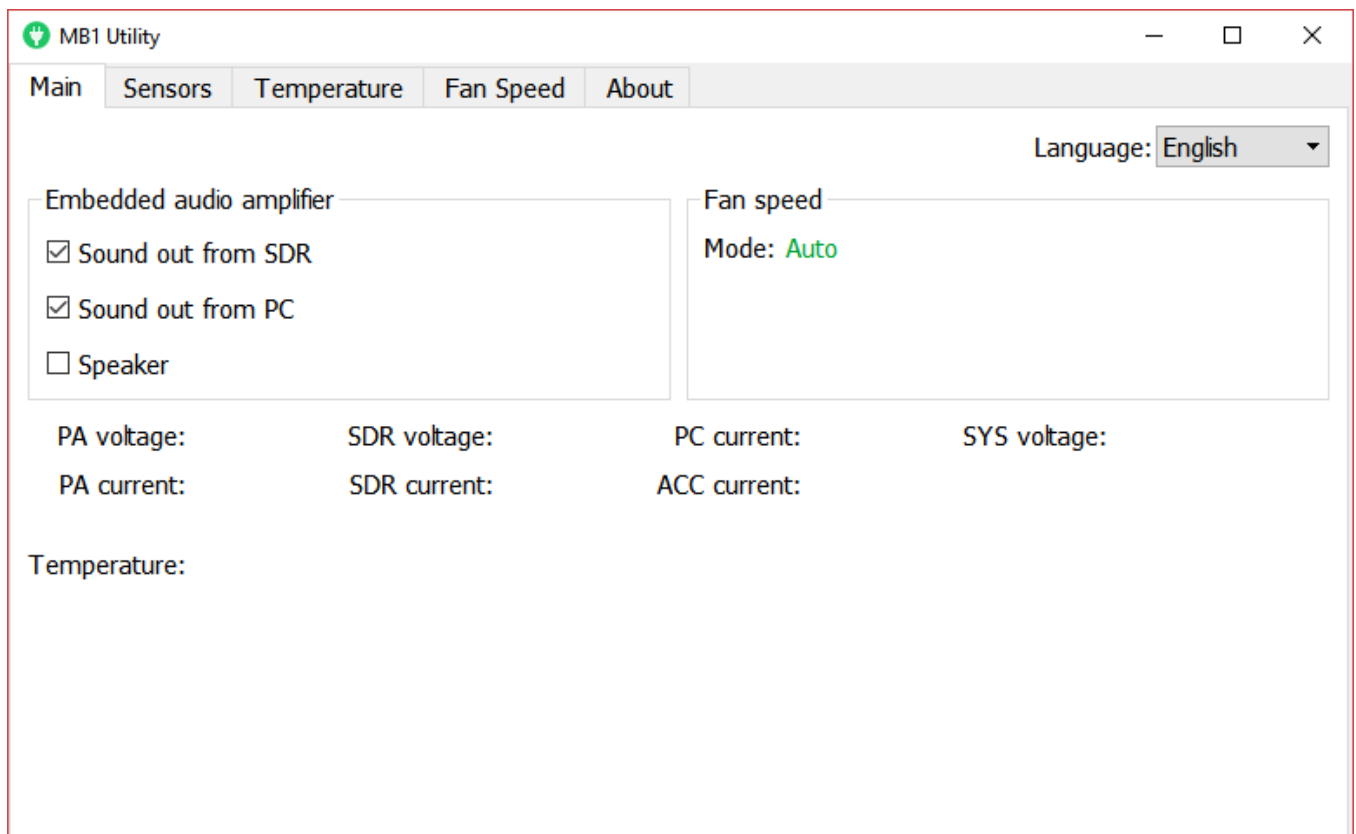 MB1 Utility
Main Sensors Temperature Fan Speed About
Language: English
Embedded audio amplifier
Sound out from SDR
Sound out from PC
Speaker
Fan speed
Mode: Auto
PA voltage: SDR voltage: PC current: SYS voltage:
PA current: SDR current: ACC current:
Temperature: